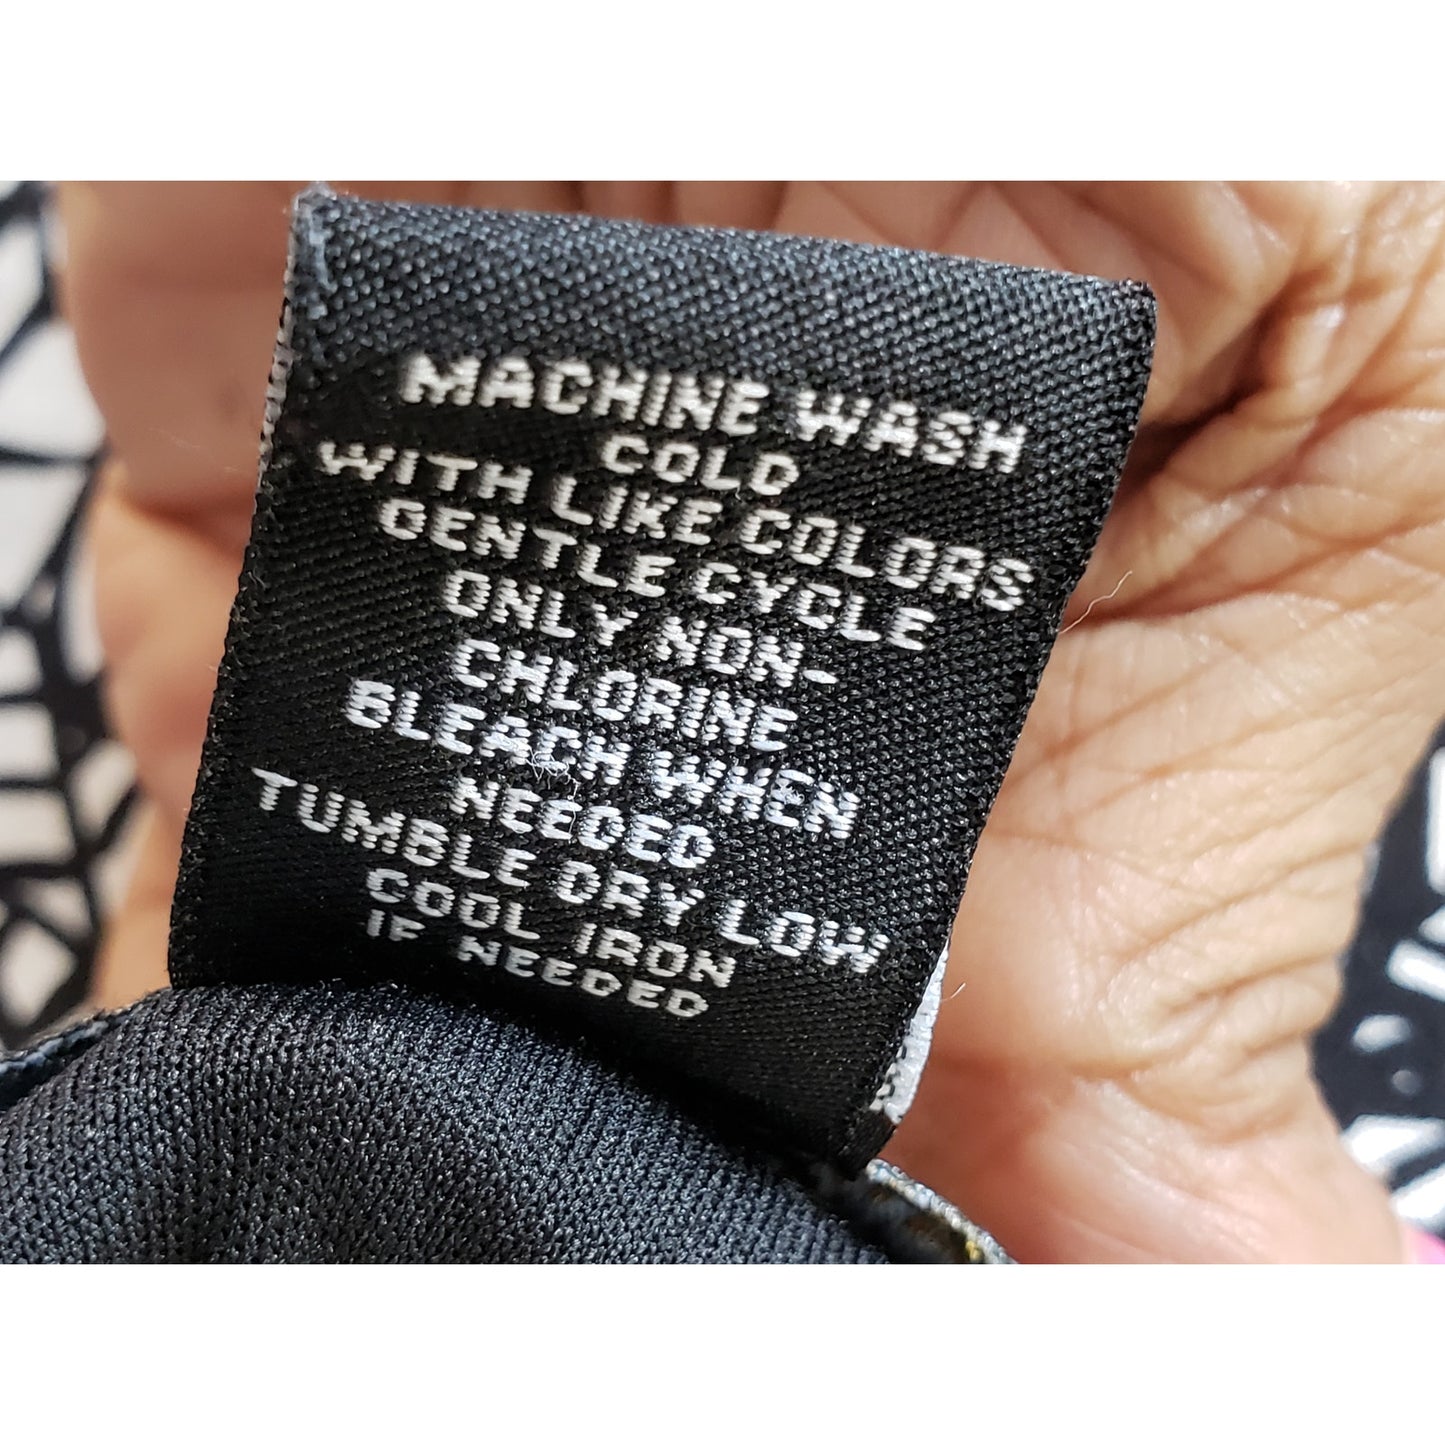 MACHINE WASH
COLD
WITH LIKE COLORS
GENTLE CYCLE
ONLY NON-
CHLORINE
BLEACH WHEN
NEEDED
TUMBLE DRY LOW
COOL IRON
IF NEEDED